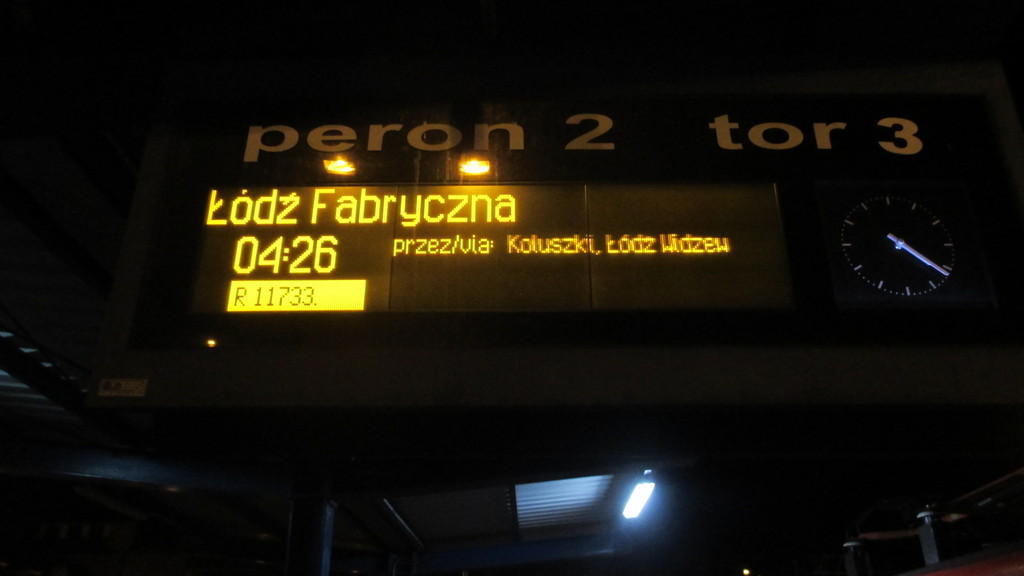 peron 2 tor 3
Łódź Fabryczna
04:26 przez/via: Koluszki, Łódź Widzew
R 11733.